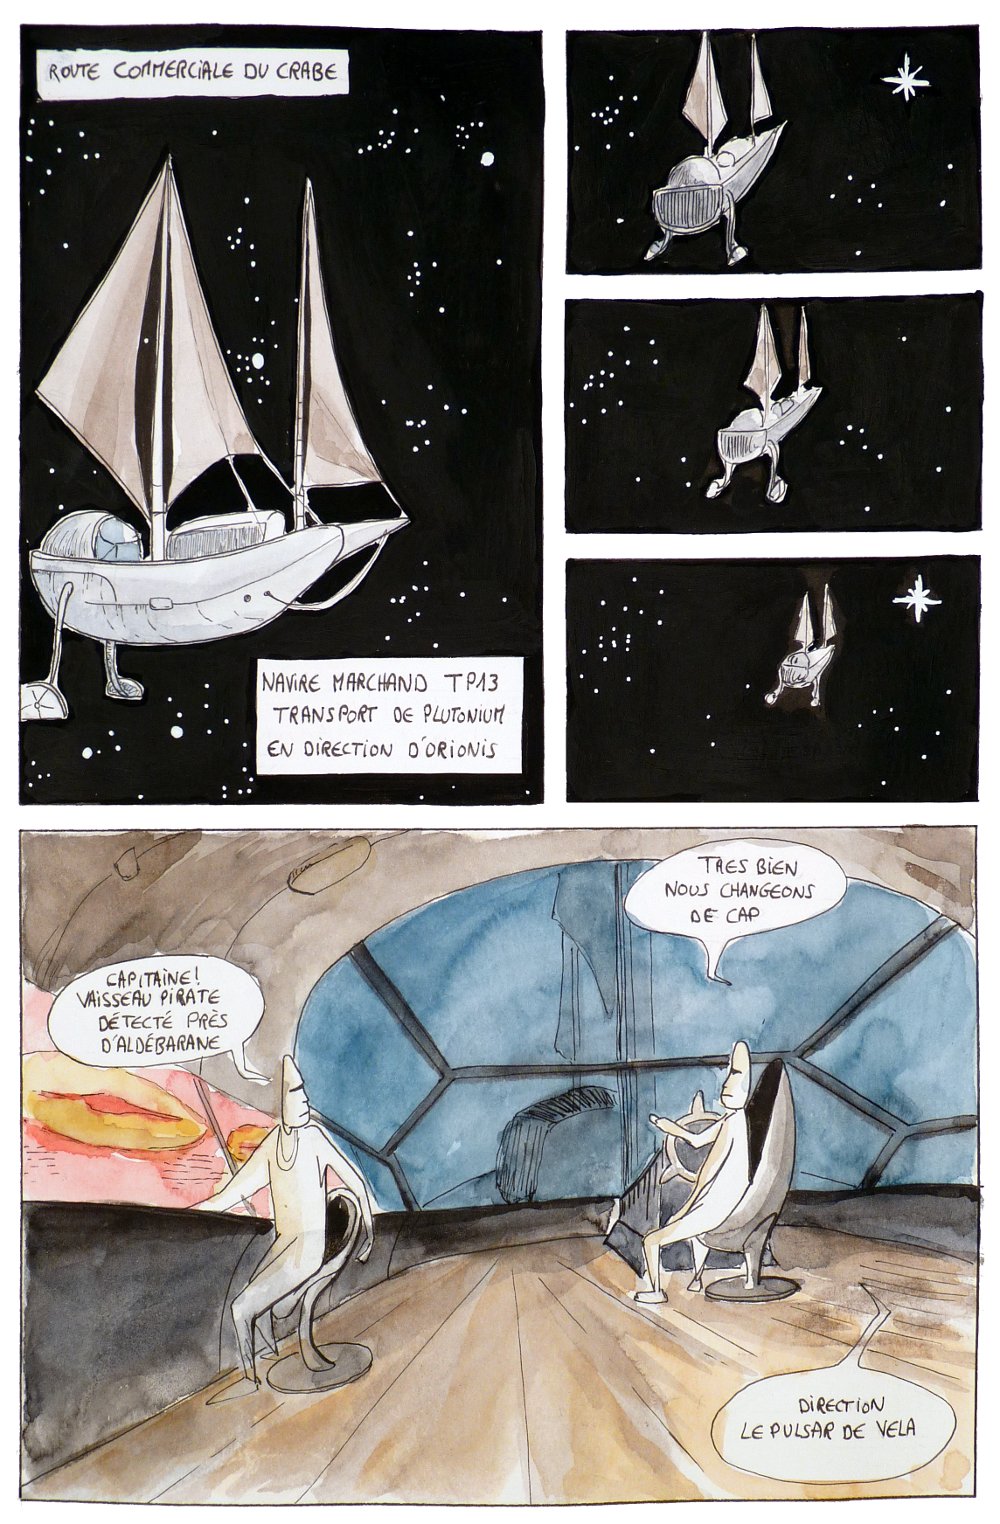 ROUTE COMMERCIALE DU CRABE
NAVIRE MARCHAND TP13
TRANSPORT DE PLUTONIUM
EN DIRECTION D'ORIONIS
CAPITAINE!
VAISSEAU PIRATE
DÉTECTÉ PRÈS
D'ALDÉBARANE
TRES BIEN
NOUS CHANGEONS
DE CAP
DIRECTION
LE PULSAR DE VELA